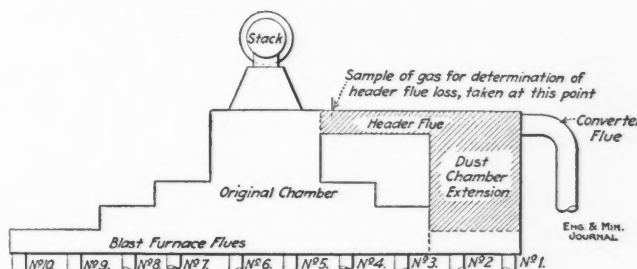 Stack
Sample of gas for determination of
header flue loss, taken at this point
Header Flue
Converter
Flue
Dust
Chamber
Extension
Original Chamber
ENG. & MIN.
JOURNAL
Blast Furnace Flues
Nº10 Nº9. Nº8. Nº7. Nº6. Nº5. Nº4. Nº3. Nº2 Nº1.